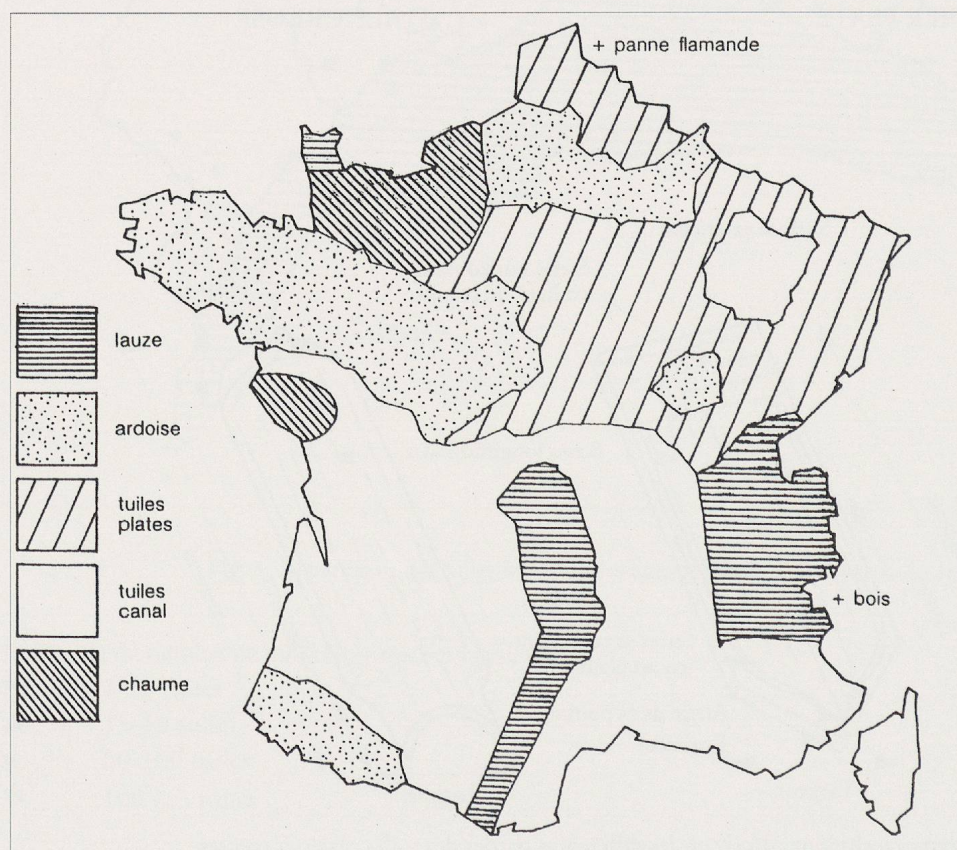 + panne flamande
lauze
ardoise
tuiles
plates
tuiles
canal
+ bois
chaume